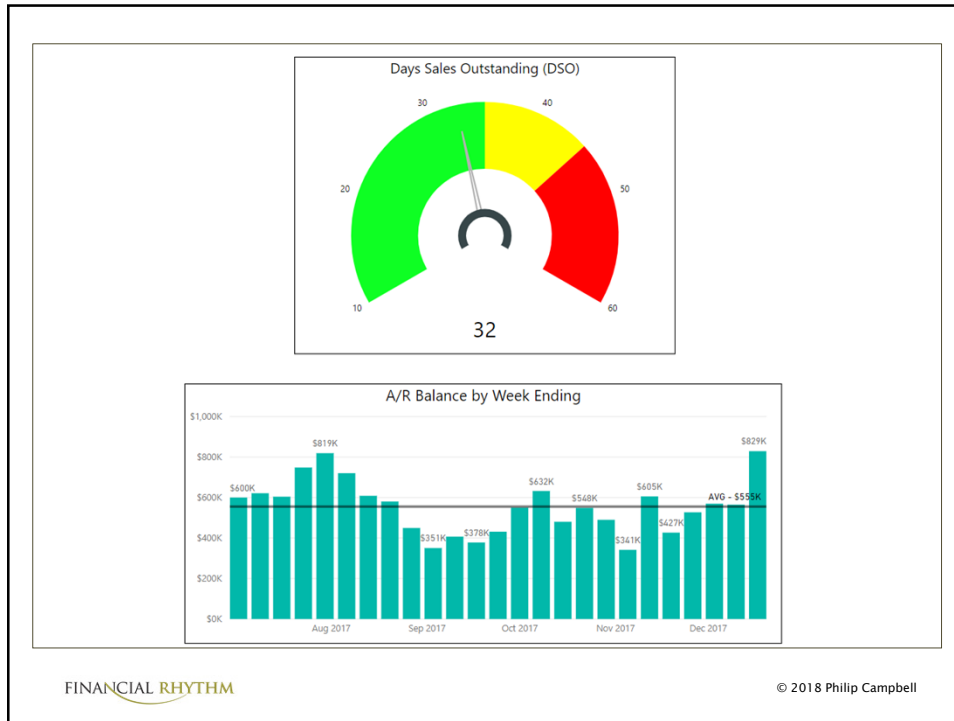 Days Sales Outstanding (DSO)
30 40
20 50
10 60
32
A/R Balance by Week Ending
$1,000K
$829K
$819K
$800K
$632K
$605K
$600K
$600K
AVG - $555K
$548K
$427K
$400K
$378K
$351K
$341K
$200K
$0K
Aug 2017 Sep 2017 Oct 2017 Nov 2017 Dec 2017
FINANCIAL RHYTHM
© 2018 Philip Campbell